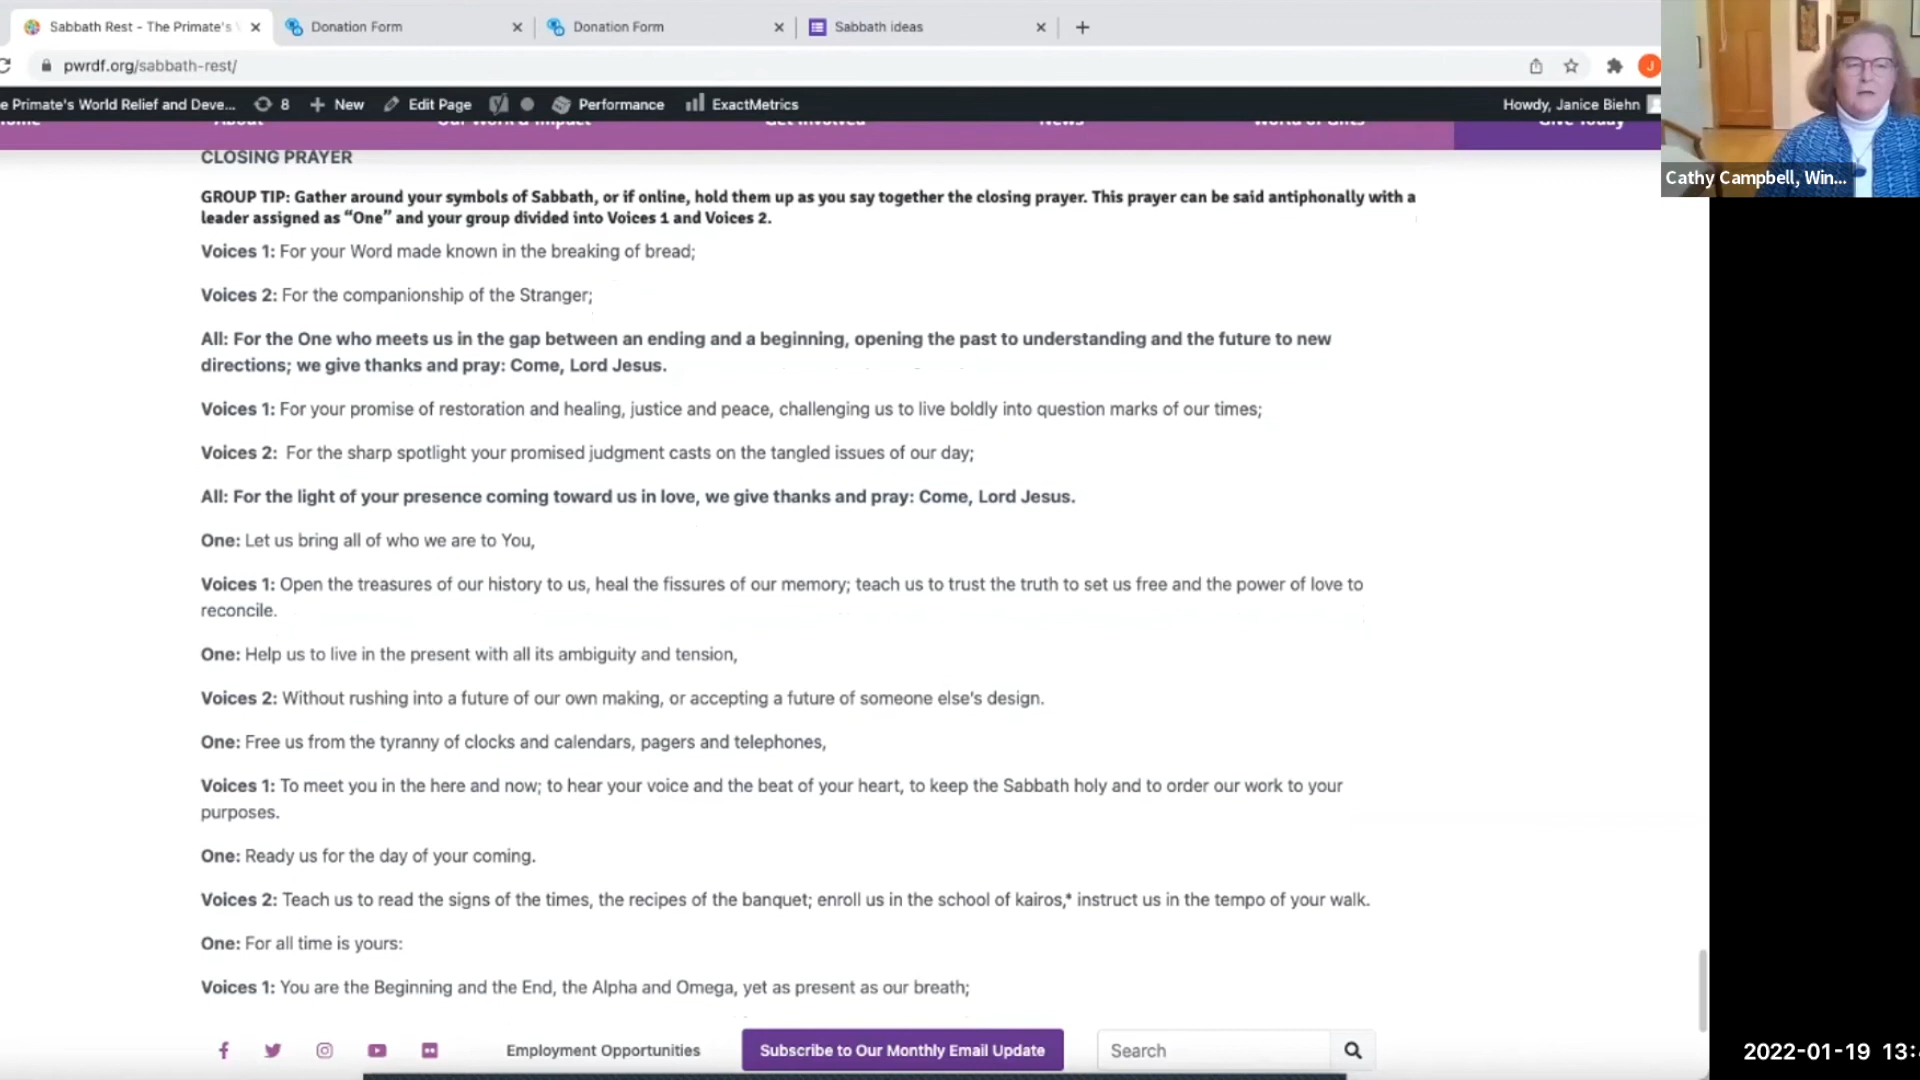 Sabbath Rest - The Primate's
Donation Form
Donation Form
Sabbath ideas
pwrdf.org/sabbath-rest/
J
e Primate's World Relief and Deve... 8 New Edit Page Performance ExactMetrics Howdy, Janice Biehn
About Our Work & Impact Get Involved News World of Gifts Give Today
Cathy Campbell, Win...
CLOSING PRAYER
GROUP TIP: Gather around your symbols of Sabbath, or if online, hold them up as you say together the closing prayer. This prayer can be said antiphonally with a
leader assigned as “One” and your group divided into Voices 1 and Voices 2.
Voices 1: For your Word made known in the breaking of bread;
Voices 2: For the companionship of the Stranger;
All: For the One who meets us in the gap between an ending and a beginning, opening the past to understanding and the future to new
directions; we give thanks and pray: Come, Lord Jesus.
Voices 1: For your promise of restoration and healing, justice and peace, challenging us to live boldly into question marks of our times;
Voices 2: For the sharp spotlight your promised judgment casts on the tangled issues of our day;
All: For the light of your presence coming toward us in love, we give thanks and pray: Come, Lord Jesus.
One: Let us bring all of who we are to You,
Voices 1: Open the treasures of our history to us, heal the fissures of our memory; teach us to trust the truth to set us free and the power of love to
reconcile.
One: Help us to live in the present with all its ambiguity and tension,
Voices 2: Without rushing into a future of our own making, or accepting a future of someone else's design.
One: Free us from the tyranny of clocks and calendars, pagers and telephones,
Voices 1: To meet you in the here and now; to hear your voice and the beat of your heart, to keep the Sabbath holy and to order our work to your
purposes.
One: Ready us for the day of your coming.
Voices 2: Teach us to read the signs of the times, the recipes of the banquet; enroll us in the school of kairos,* instruct us in the tempo of your walk.
One: For all time is yours:
Voices 1: You are the Beginning and the End, the Alpha and Omega, yet as present as our breath;
Employment Opportunities
Subscribe to Our Monthly Email Update
Search
2022-01-19 13: